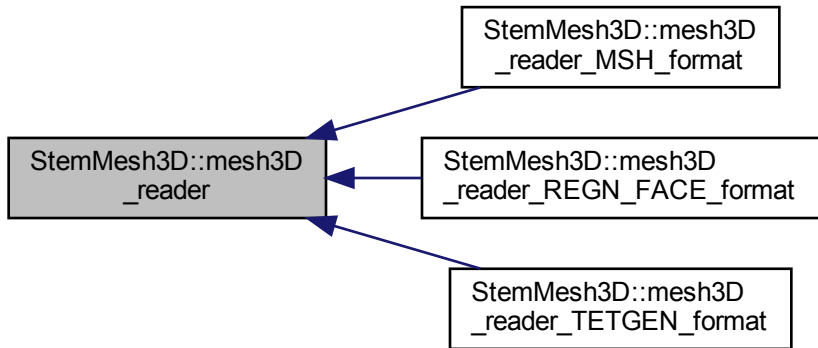 StemMesh3D::mesh3D
_reader_MSH_format
StemMesh3D::mesh3D
_reader
StemMesh3D::mesh3D
_reader_REGN_FACE_format
StemMesh3D::mesh3D
_reader_TETGEN_format